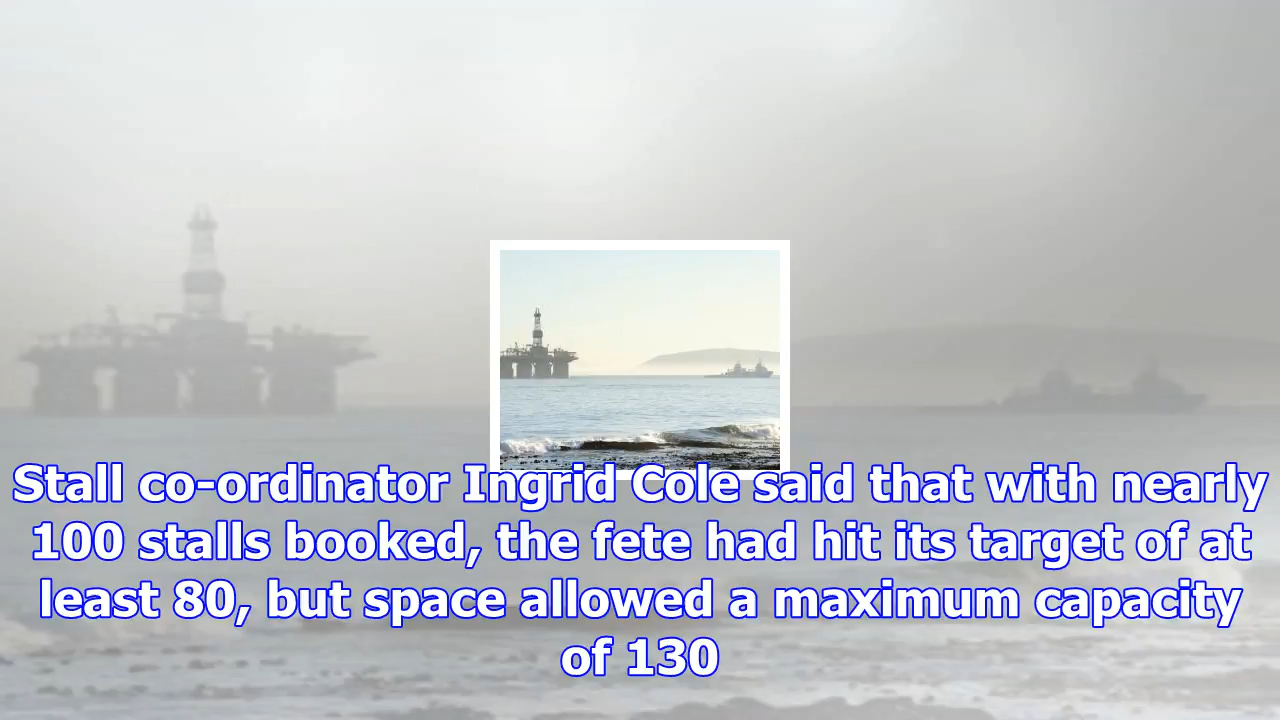 Stall co-ordinator Ingrid Cole said that with nearly
100 stalls booked, the fete had hit its target of at
least 80, but space allowed a maximum capacity
of 130